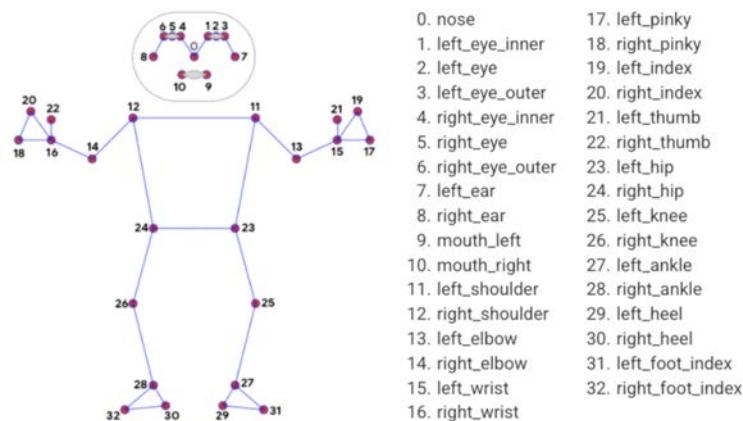 6 5 4 1 2 3
8 0 7
10 9
20 22 12 11 21 19
18 16 14 13 15 17
24 23
26 25
28 27
32 30 29 31
0. nose
1. left_eye_inner
2. left_eye
3. left_eye_outer
4. right_eye_inner
5. right_eye
6. right_eye_outer
7. left_ear
8. right_ear
9. mouth_left
10. mouth_right
11. left_shoulder
12. right_shoulder
13. left_elbow
14. right_elbow
15. left_wrist
16. right_wrist
17. left_pinky
18. right_pinky
19. left_index
20. right_index
21. left_thumb
22. right_thumb
23. left_hip
24. right_hip
25. left_knee
26. right_knee
27. left_ankle
28. right_ankle
29. left_heel
30. right_heel
31. left_foot_index
32. right_foot_index